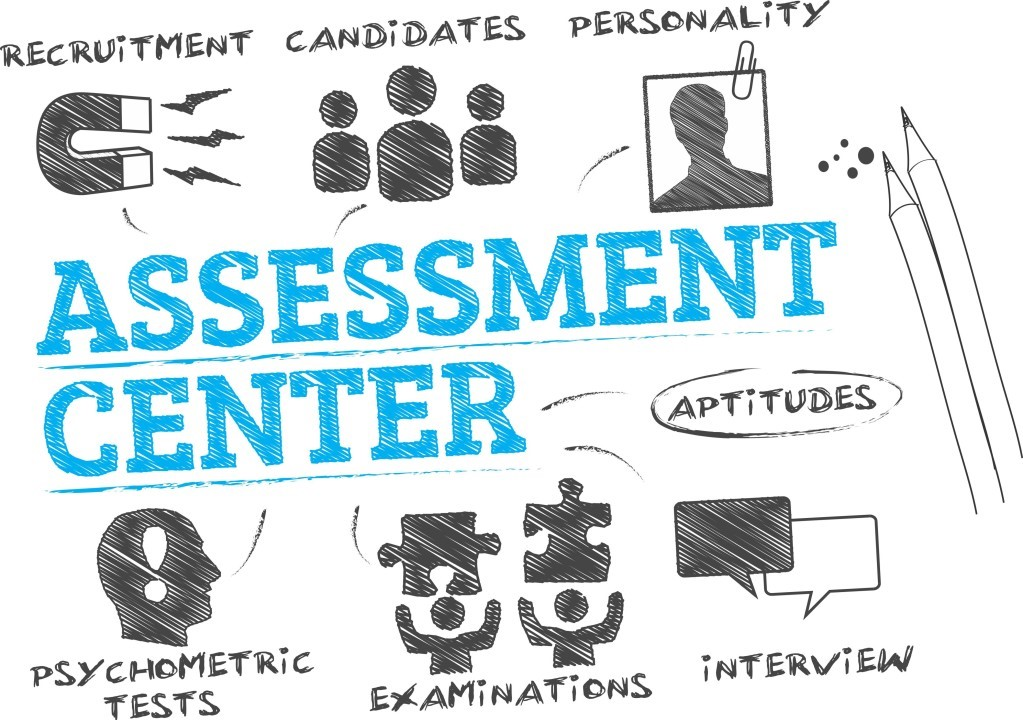 RECRUiTMENT
CANDiDATES
PERSONALiTY
ASSESSMENT
CENTER
APTiTUDES
PSYCHOMETRiC
TESTS
EXAMiNATiONS
iNTERViEW